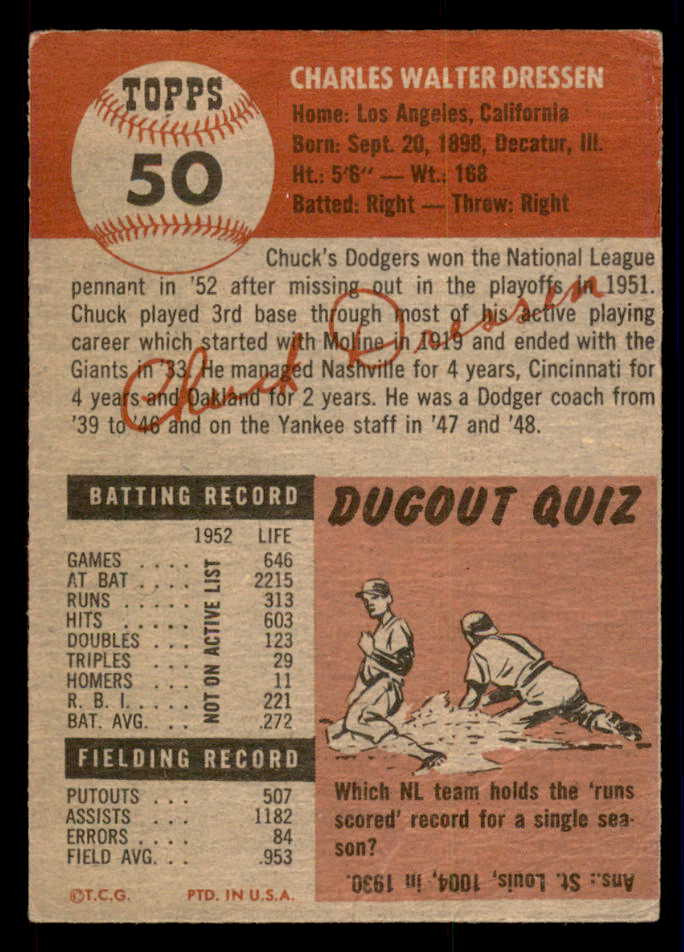 TOPPS
50
CHARLES WALTER DRESSEN
Home: Los Angeles, California
Born: Sept. 20, 1898, Decatur, Ill.
Ht.: 5'6" — Wt.: 168
Batted: Right — Throw: Right
Chuck's Dodgers won the National League
pennant in '52 after missing out in the playoffs in 1951.
Chuck played 3rd base through most of his active playing
career which started with Moline in 1919 and ended with the
Giants in '33. He managed Nashville for 4 years, Cincinnati for
4 years and Oakland for 2 years. He was a Dodger coach from
'39 to '46 and on the Yankee staff in '47 and '48.
Chuck Dressen
BATTING RECORD
1952 LIFE
GAMES . . . . 646
AT BAT . . . . 2215
RUNS . . . . . 313
HITS . . . . . 603
DOUBLES . . . 123
TRIPLES . . . 29
HOMERS . . . 11
R. B. I. . . . . 221
BAT. AVG. . . . .272
NOT ON ACTIVE LIST
FIELDING RECORD
PUTOUTS . . . 507
ASSISTS . . . . 1182
ERRORS . . . . 84
FIELD AVG. . . .953
©T.C.G. PTD. IN U.S.A.
DUGOUT QUIZ
Which NL team holds the 'runs
scored' record for a single sea-
son?
Ans.: St. Louis, 1004, in 1930.